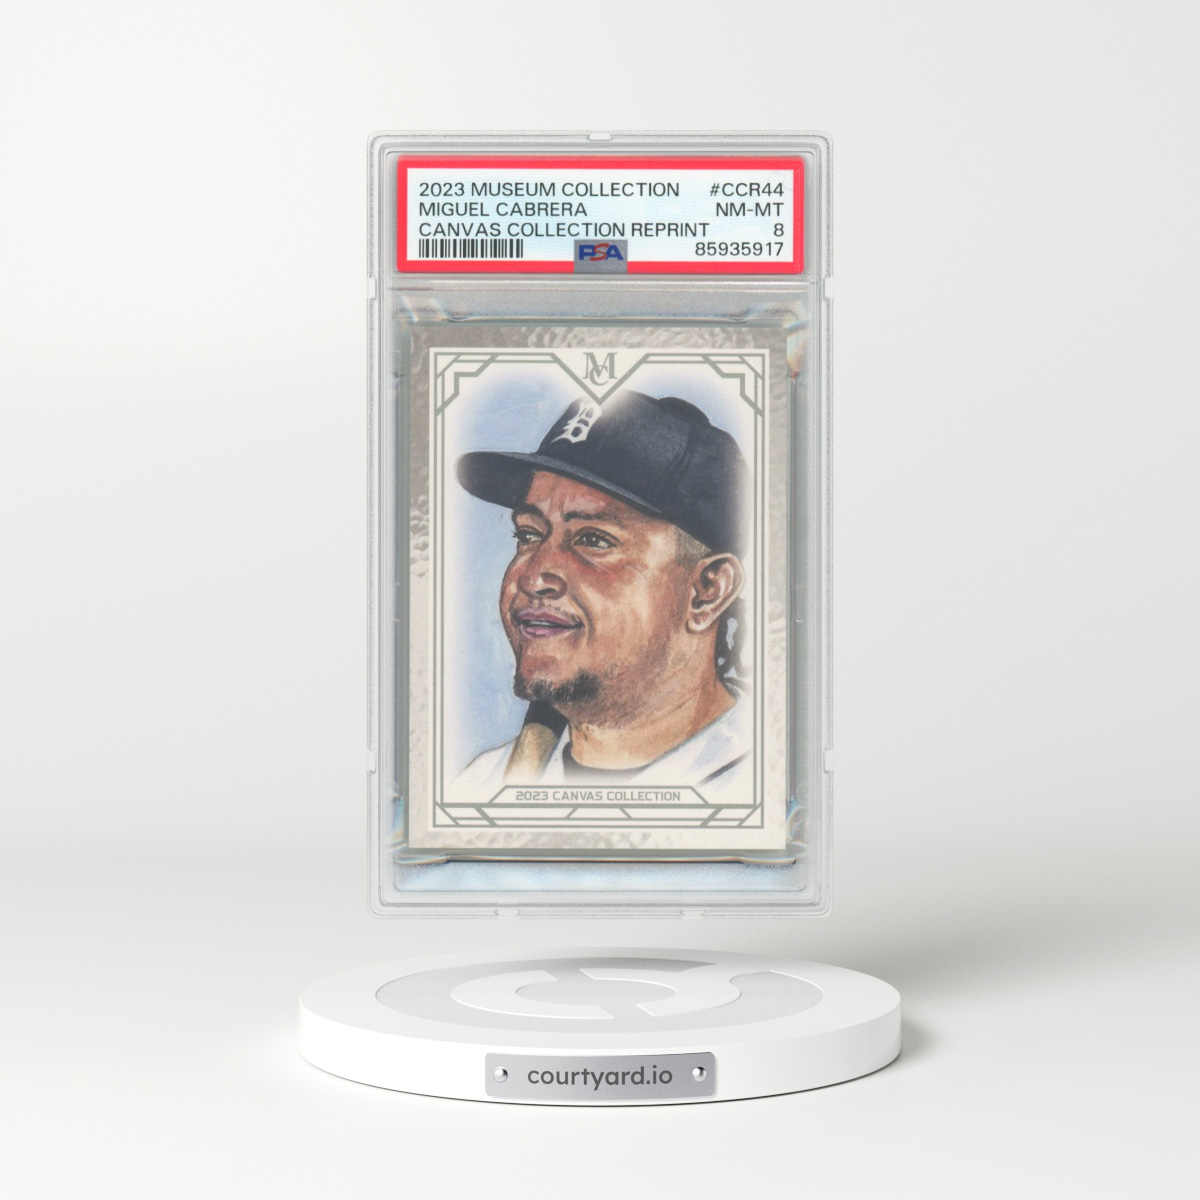 2023 MUSEUM COLLECTION #CCR44
MIGUEL CABRERA NM-MT
CANVAS COLLECTION REPRINT 8
PSA 85935917
MC
D
2023 CANVAS COLLECTION
courtyard.io